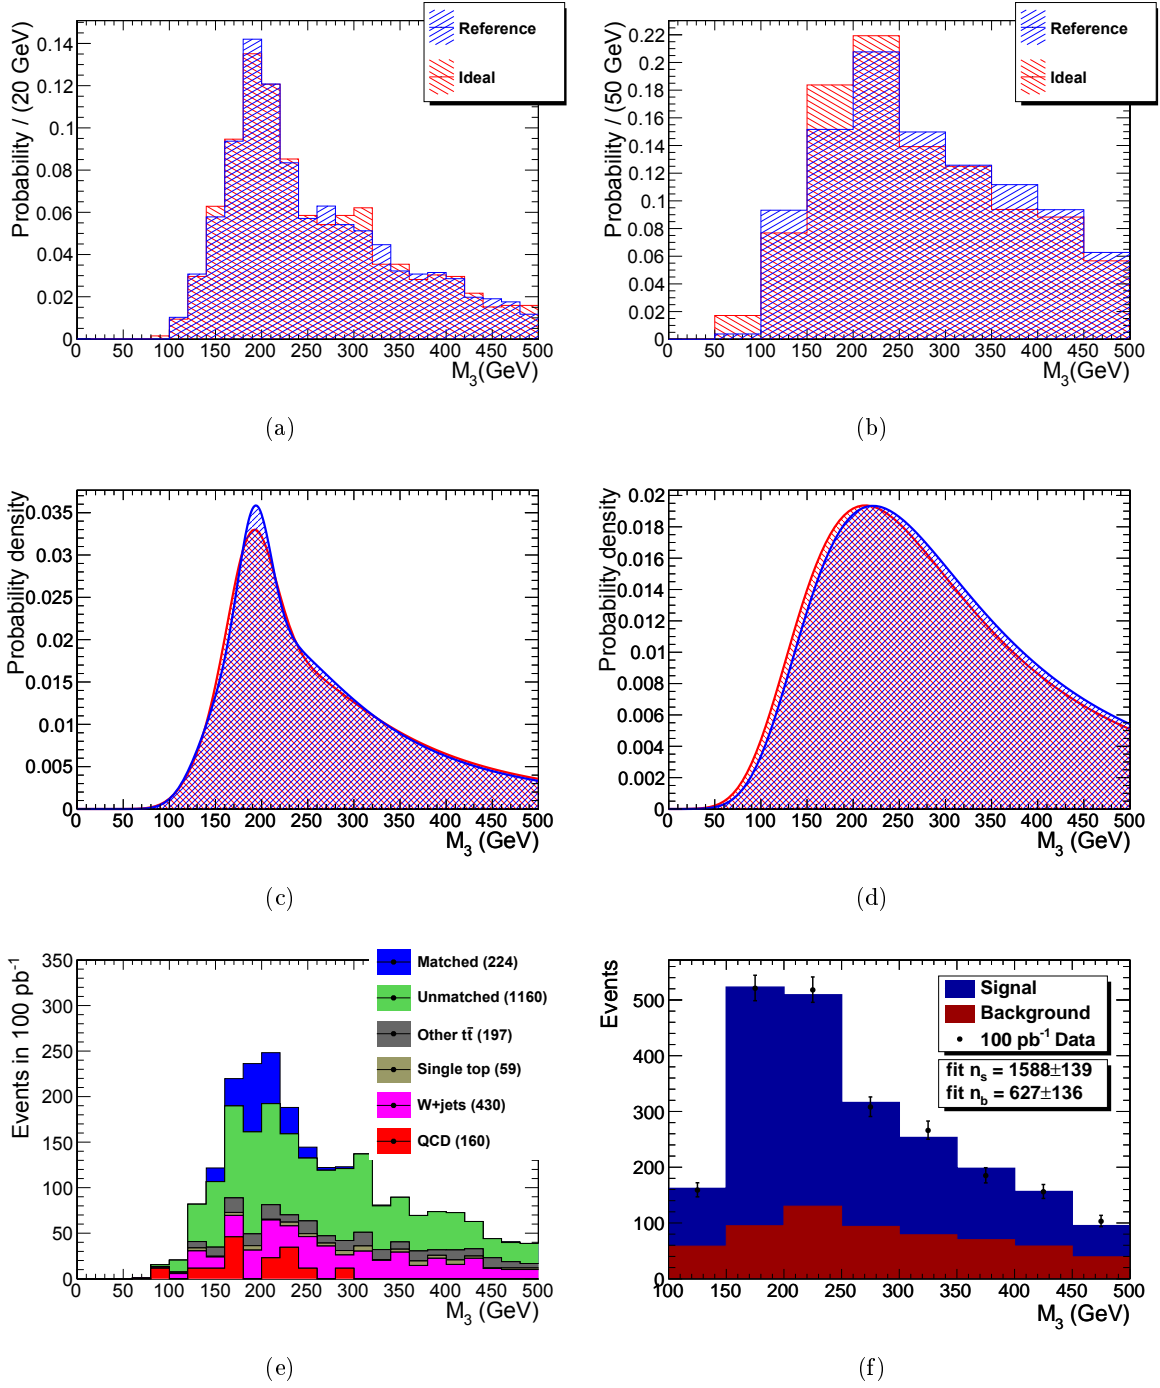 Probability / (20 GeV)
0.14
0.12
0.1
0.08
0.06
0.04
0.02
0
0 50 100 150 200 250 300 350 400 450 500
M3(GeV)
Reference
Ideal
(a)
Probability / (50 GeV)
0.22
0.2
0.18
0.16
0.14
0.12
0.1
0.08
0.06
0.04
0.02
0
0 50 100 150 200 250 300 350 400 450 500
M3(GeV)
Reference
Ideal
(b)
Probability density
0.035
0.03
0.025
0.02
0.015
0.01
0.005
0
0 50 100 150 200 250 300 350 400 450 500
M3 (GeV)
(c)
Probability density
0.02
0.018
0.016
0.014
0.012
0.01
0.008
0.006
0.004
0.002
0
0 50 100 150 200 250 300 350 400 450 500
M3 (GeV)
(d)
Events in 100 pb-1
350
300
250
200
150
100
50
0
0 50 100 150 200 250 300 350 400 450 500
M3 (GeV)
Matched (224)
Unmatched (1160)
Other tt̄ (197)
Single top (59)
W+jets (430)
QCD (160)
(e)
Events
500
400
300
200
100
0
100 150 200 250 300 350 400 450 500
M3 (GeV)
Signal
Background
100 pb-1 Data
fit ns = 1588±139
fit nb = 627±136
(f)